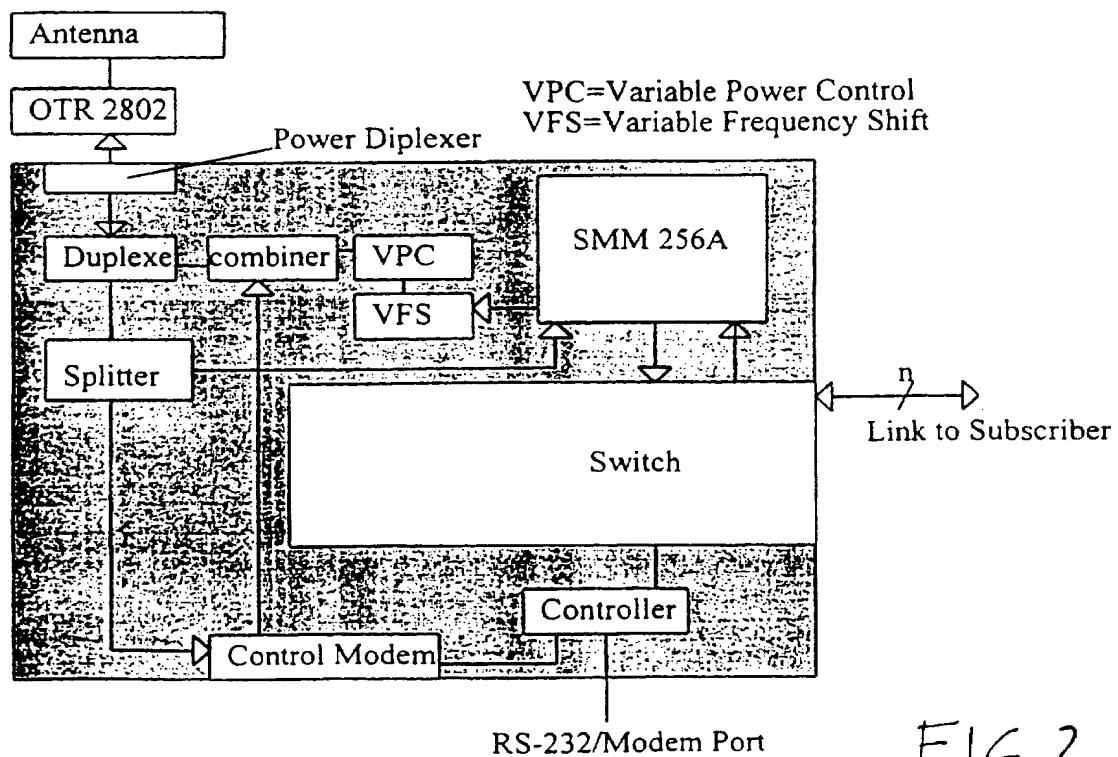 Antenna
OTR 2802
VPC=Variable Power Control
VFS=Variable Frequency Shift
Power Diplexer
SMM 256A
Duplexe
combiner
VPC
VFS
Splitter
n
Link to Subscriber
Switch
Controller
Control Modem
RS-232/Modem Port
FIG 2